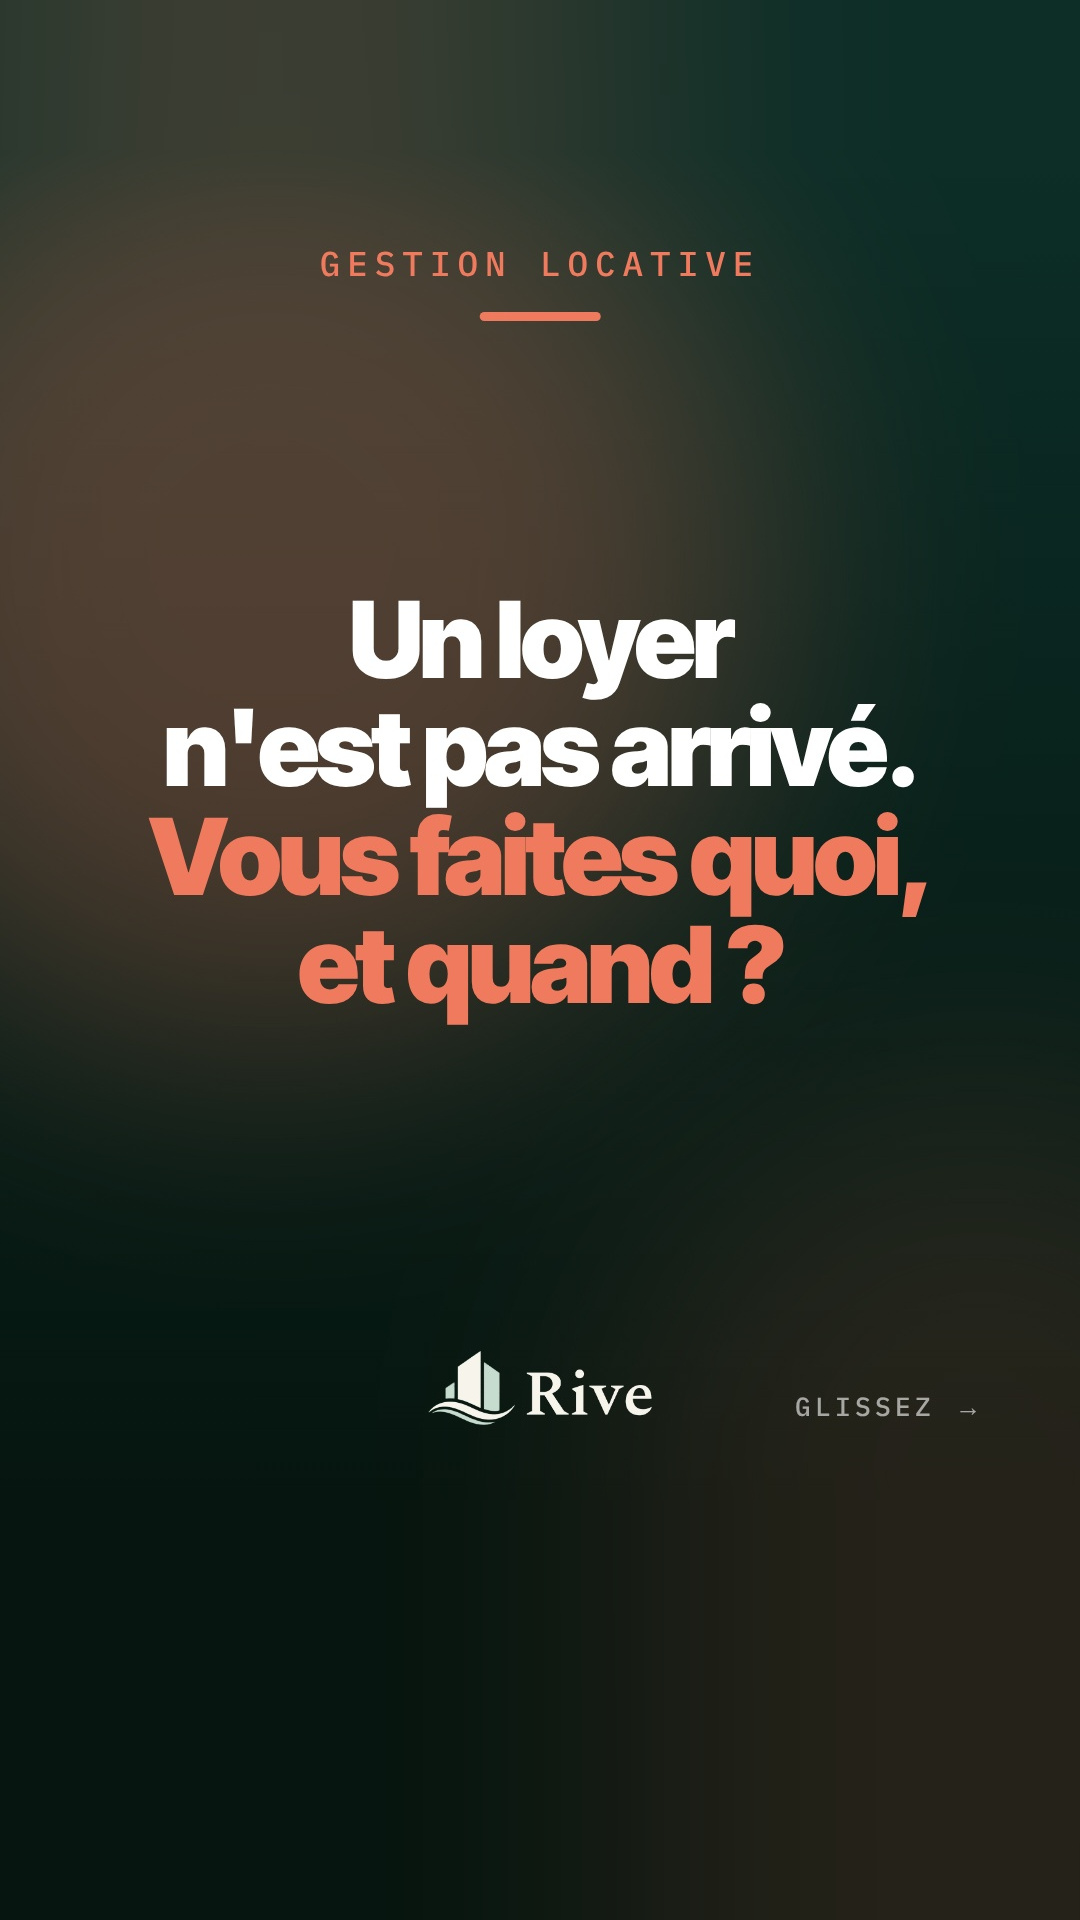 GESTION LOCATIVE
Un loyer
n'est pas arrivé.
Vous faites quoi,
et quand ?
Rive
GLISSEZ →